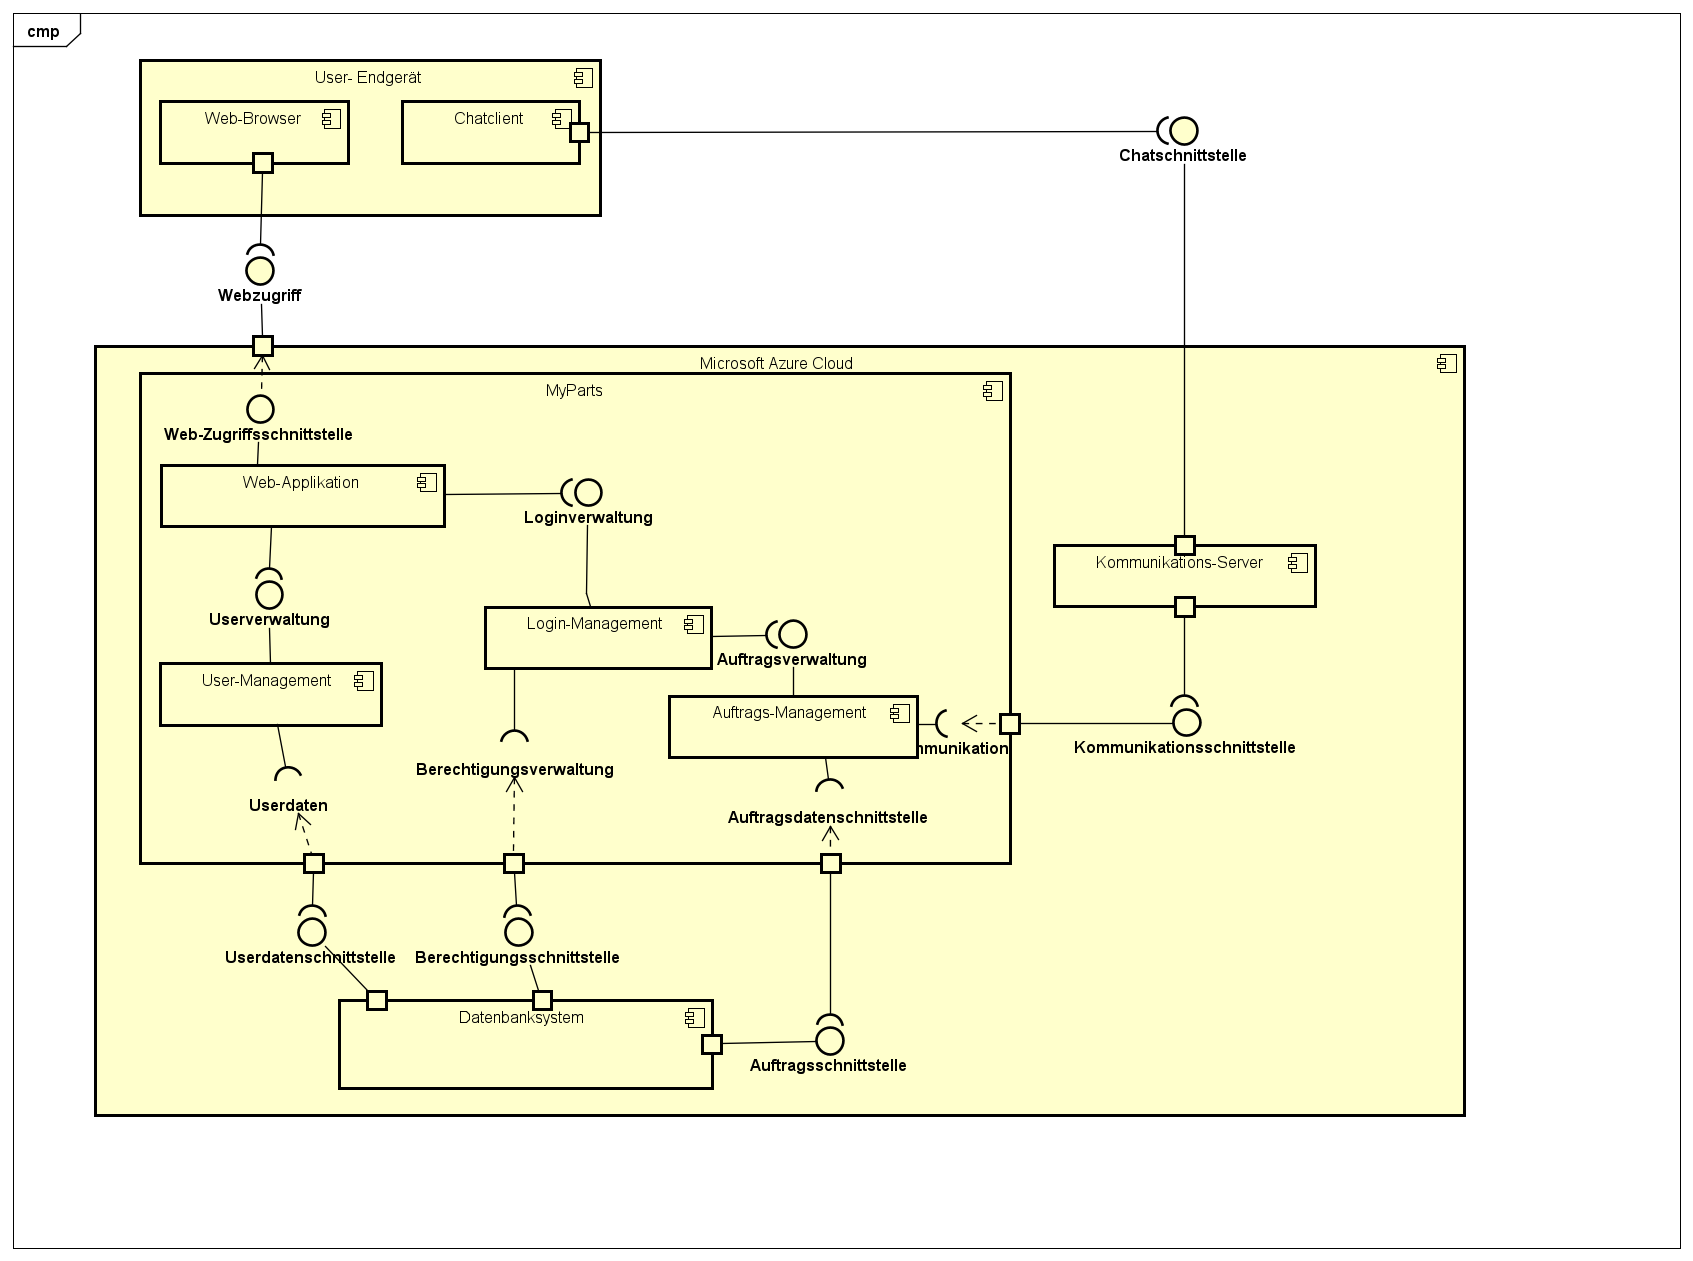 cmp
User- Endgerät
Web-Browser
Chatclient
Chatschnittstelle
Webzugriff
Microsoft Azure Cloud
MyParts
Web-Zugriffsschnittstelle
Web-Applikation
Loginverwaltung
Kommunikations-Server
Userverwaltung
Login-Management
Auftragsverwaltung
User-Management
Auftrags-Management
mmunikation
Kommunikationsschnittstelle
Berechtigungsverwaltung
Userdaten
Auftragsdatenschnittstelle
Userdatenschnittstelle
Berechtigungsschnittstelle
Datenbanksystem
Auftragsschnittstelle